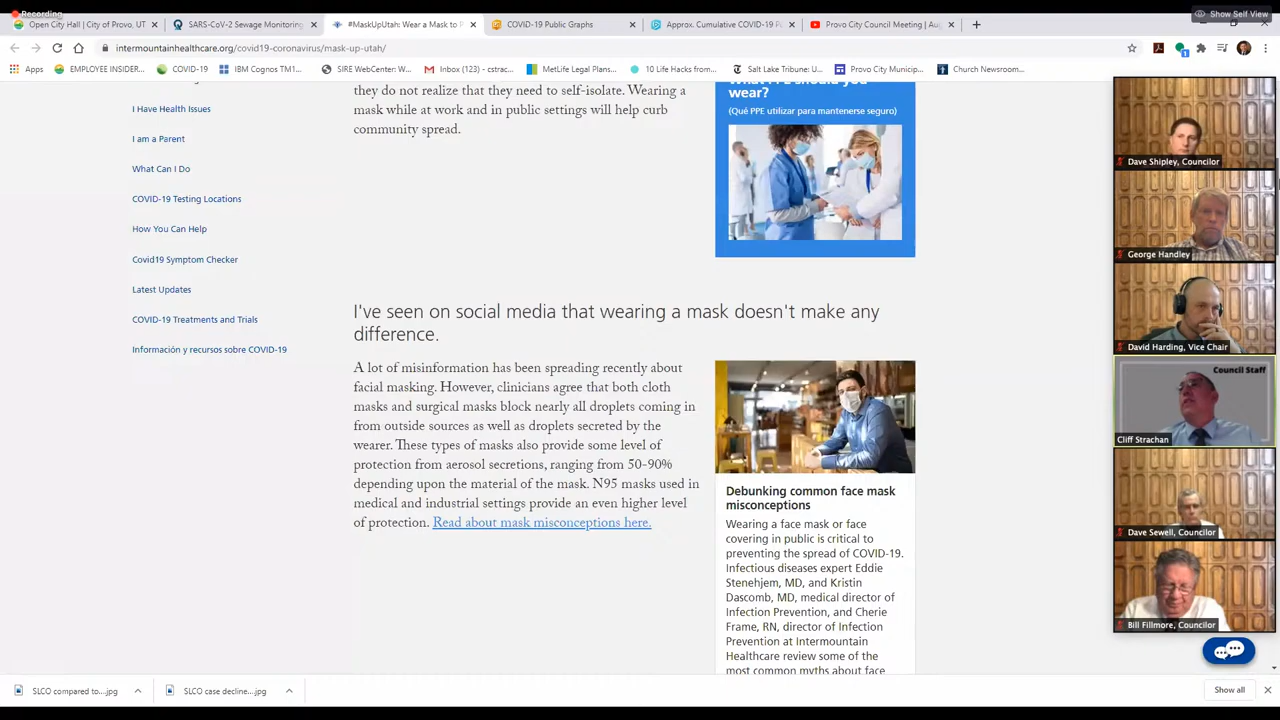 Recording
Show Self View
Open City Hall | City of Provo, UT
SARS-CoV-2 Sewage Monitoring
#MaskUpUtah: Wear a Mask to P
COVID-19 Public Graphs
Approx. Cumulative COVID-19 P
Provo City Council Meeting | Au
intermountainhealthcare.org/covid19-coronavirus/mask-up-utah/
Apps
EMPLOYEE INSIDER...
COVID-19
IBM Cognos TM1...
SIRE WebCenter: W...
Inbox (123) - cstrac...
MetLife Legal Plans...
10 Life Hacks from...
Salt Lake Tribune: U...
Provo City Municip...
Church Newsroom...
I Have Health Issues
I am a Parent
What Can I Do
COVID-19 Testing Locations
How You Can Help
Covid19 Symptom Checker
Latest Updates
COVID-19 Treatments and Trials
Información y recursos sobre COVID-19
they do not realize that they need to self-isolate. Wearing a
mask while at work and in public settings will help curb
community spread.
What PPE should you
wear?
(Qué PPE utilizar para mantenerse seguro)
I've seen on social media that wearing a mask doesn't make any
difference.
A lot of misinformation has been spreading recently about
facial masking. However, clinicians agree that both cloth
masks and surgical masks block nearly all droplets coming in
from outside sources as well as droplets secreted by the
wearer. These types of masks also provide some level of
protection from aerosol secretions, ranging from 50-90%
depending upon the material of the mask. N95 masks used in
medical and industrial settings provide an even higher level
of protection. Read about mask misconceptions here.
Debunking common face mask
misconceptions
Wearing a face mask or face
covering in public is critical to
preventing the spread of COVID-19.
Infectious diseases expert Eddie
Stenehjem, MD, and Kristin
Dascomb, MD, medical director of
Infection Prevention, and Cherie
Frame, RN, director of Infection
Prevention at Intermountain
Healthcare review some of the
most common myths about face
Dave Shipley, Councilor
George Handley
David Harding, Vice Chair
Council Staff
Cliff Strachan
Dave Sewell, Councilor
Bill Fillmore, Councilor
SLCO compared to....jpg
SLCO case decline...jpg
Show all